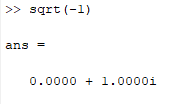 >> sqrt(-1)
ans =
0.0000 + 1.0000i